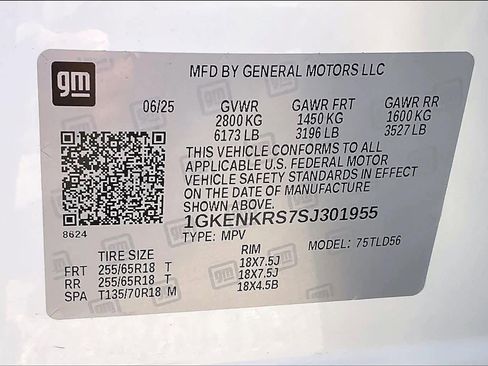 gm
MFD BY GENERAL MOTORS LLC
06/25 GVWR GAWR FRT GAWR RR
2800 KG 1450 KG 1600 KG
6173 LB 3196 LB 3527 LB
THIS VEHICLE CONFORMS TO ALL
APPLICABLE U.S. FEDERAL MOTOR
VEHICLE SAFETY STANDARDS IN EFFECT
ON THE DATE OF MANUFACTURE
SHOWN ABOVE.
1GKENKRS7SJ301955
8624
TYPE: MPV MODEL: 75TLD56
TIRE SIZE RIM
FRT 255/65R18 T 18X7.5J
RR 255/65R18 T 18X7.5J
SPA T135/70R18 M 18X4.5B